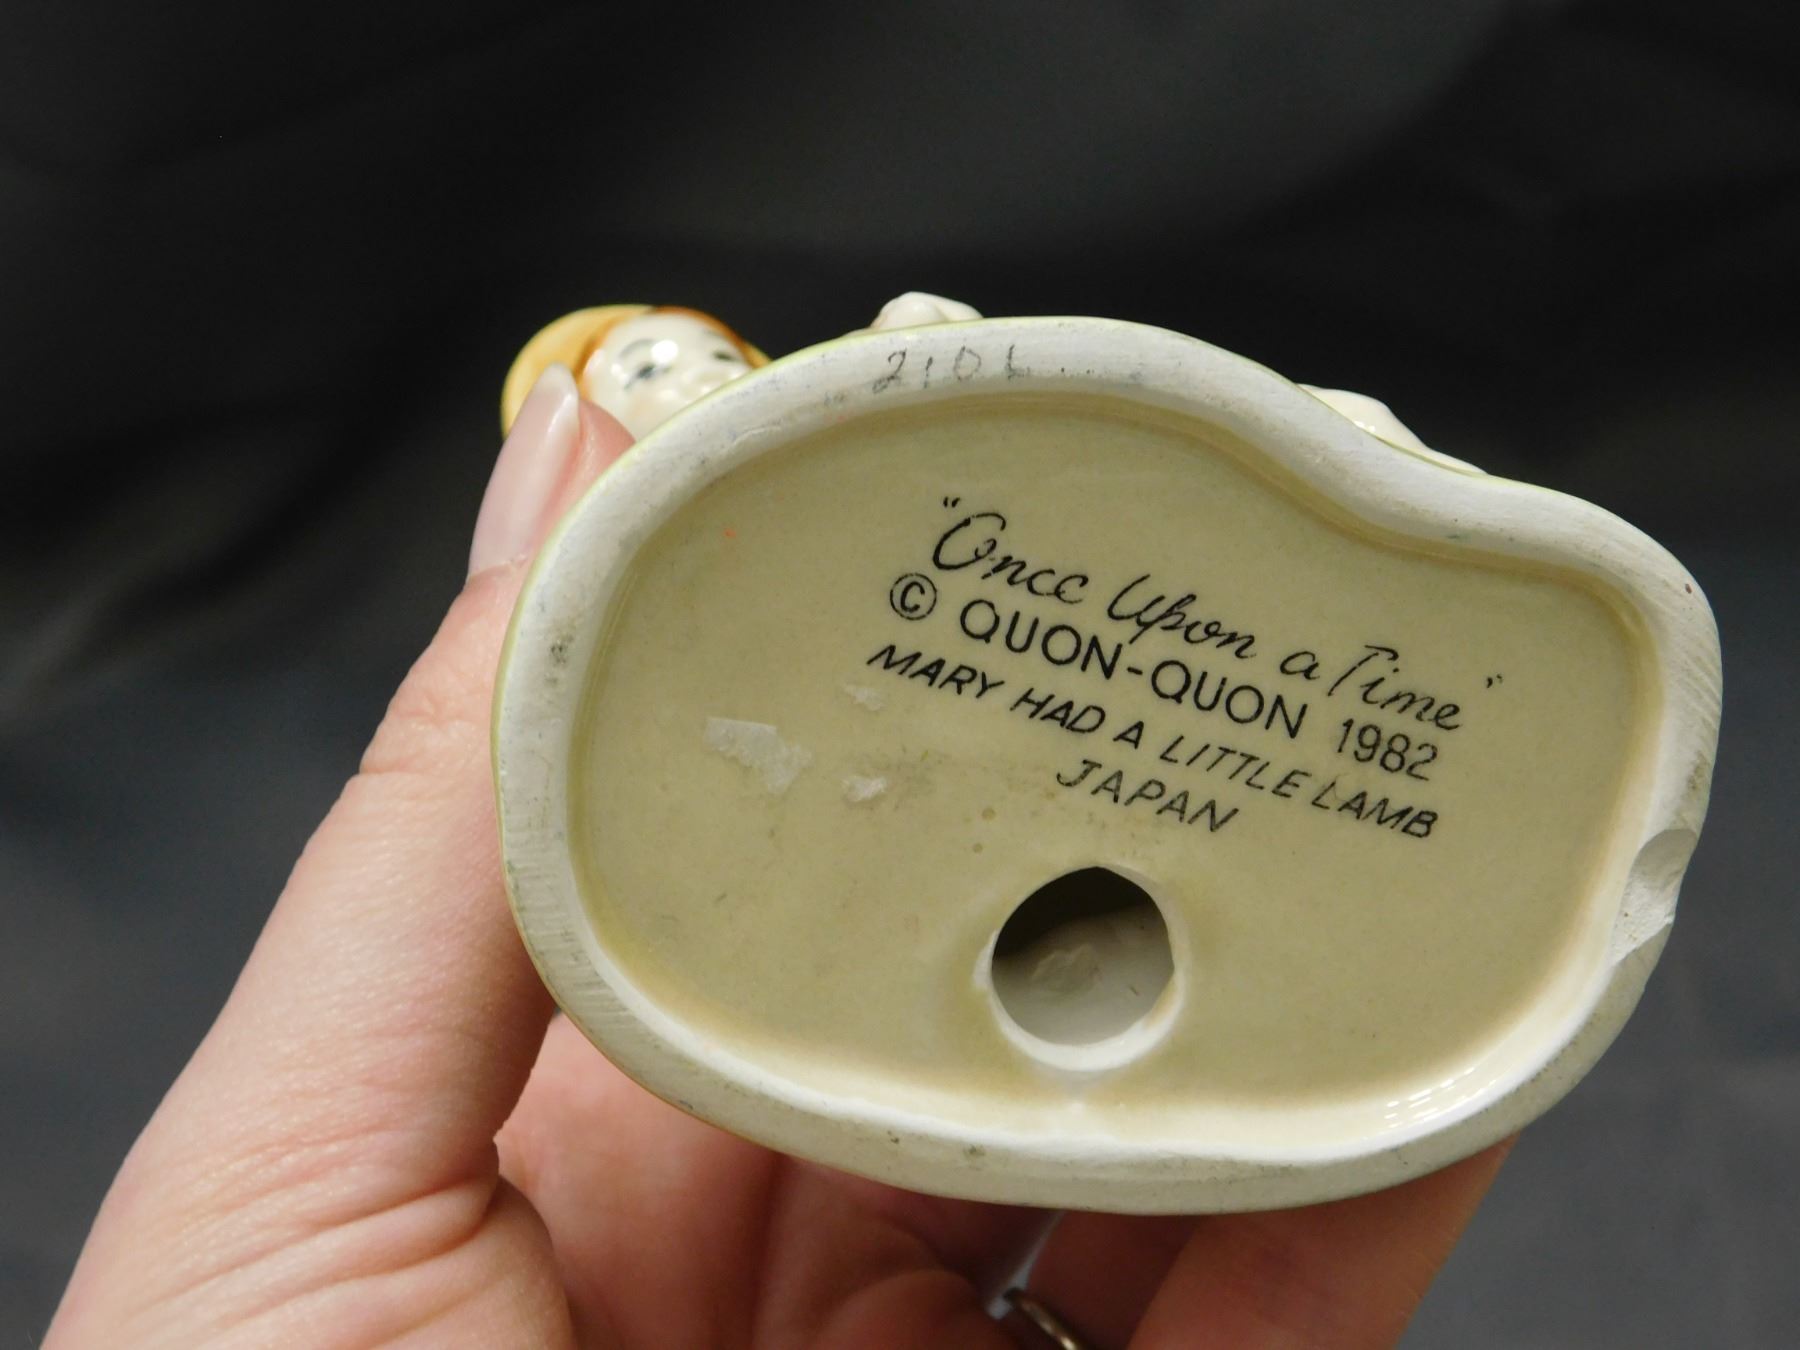 "Once Upon a Time"
© QUON-QUON 1982
MARY HAD A LITTLE LAMB
JAPAN